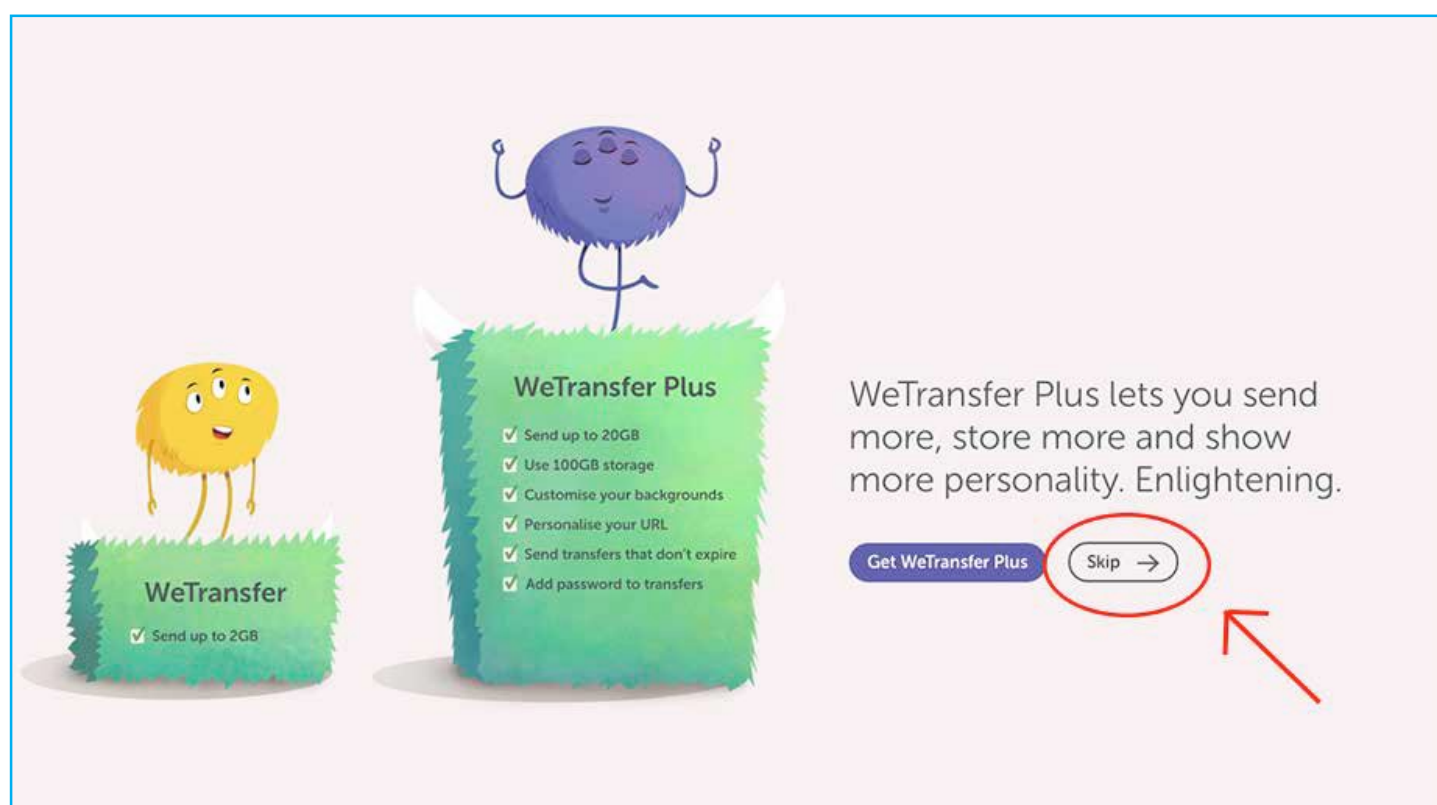 WeTransfer
Send up to 2GB
WeTransfer Plus
Send up to 20GB
Use 100GB storage
Customise your backgrounds
Personalise your URL
Send transfers that don't expire
Add password to transfers
WeTransfer Plus lets you send
more, store more and show
more personality. Enlightening.
Get WeTransfer Plus
Skip →